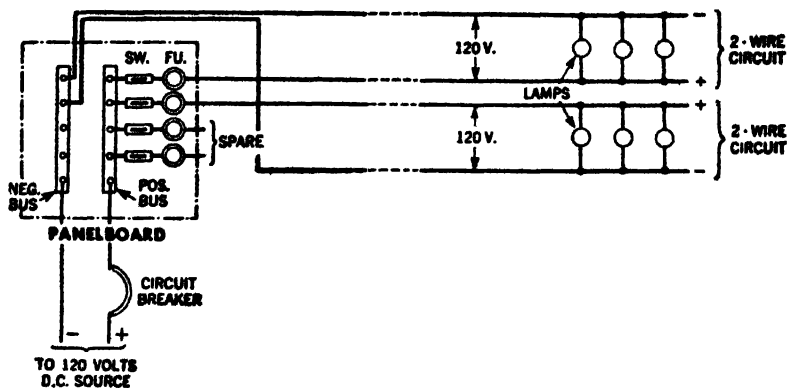 SW. FU.
120 V.
LAMPS
−
+
2-WIRE
CIRCUIT
+
−
120 V.
2-WIRE
CIRCUIT
SPARE
NEG.
BUS
POS.
BUS
PANELBOARD
CIRCUIT
BREAKER
− +
TO 120 VOLTS
D.C. SOURCE